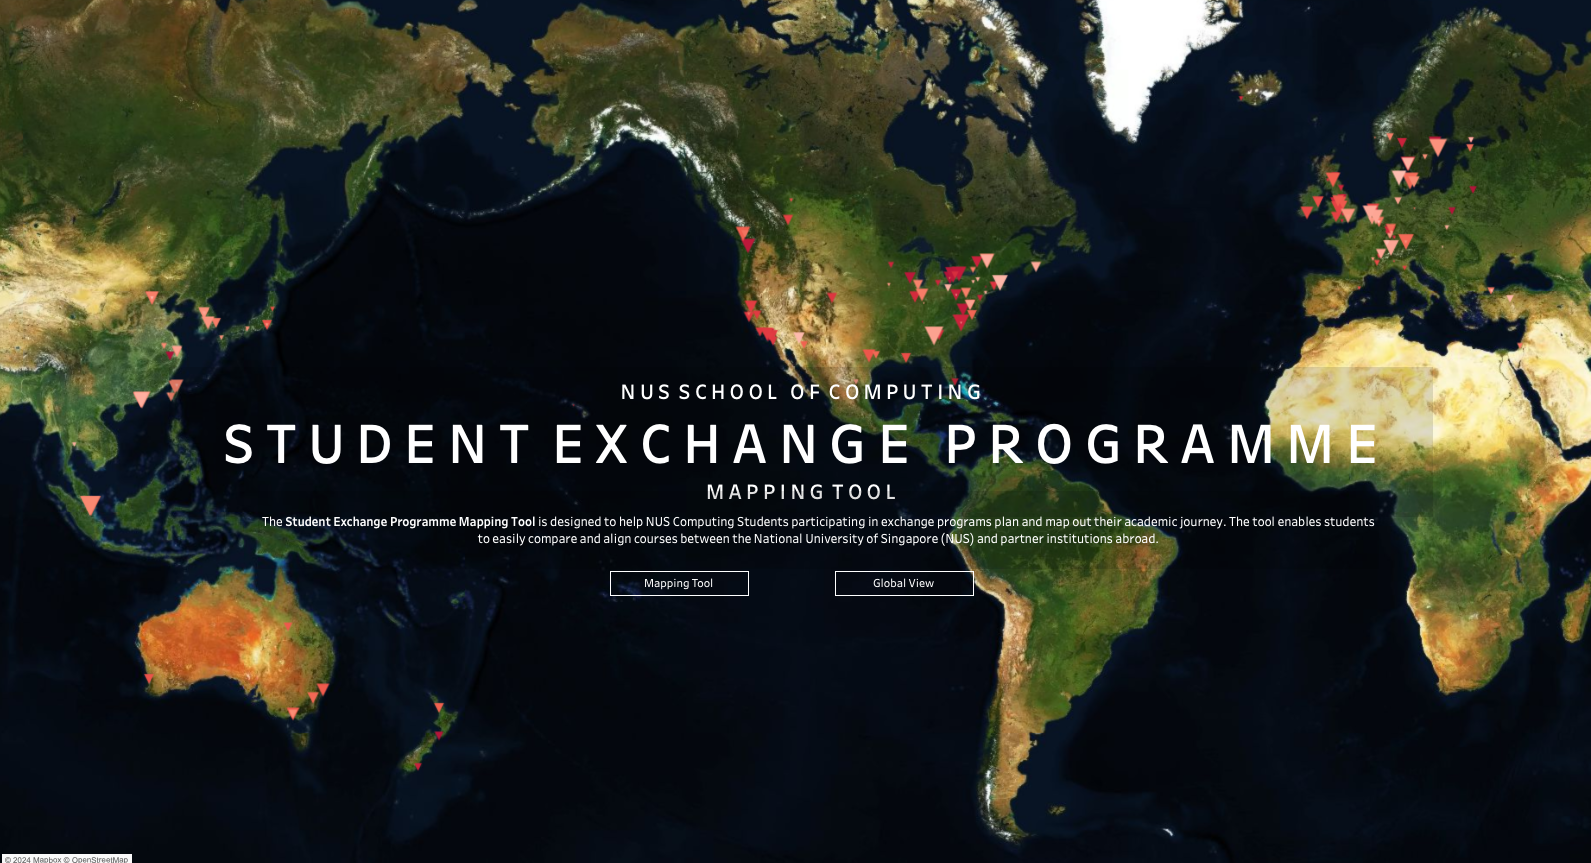 NUS SCHOOL OF COMPUTING
STUDENT EXCHANGE PROGRAMME
MAPPING TOOL
The Student Exchange Programme Mapping Tool is designed to help NUS Computing Students participating in exchange programs plan and map out their academic journey. The tool enables students
to easily compare and align courses between the National University of Singapore (NUS) and partner institutions abroad.
Mapping Tool
Global View
© 2024 Mapbox © OpenStreetMap